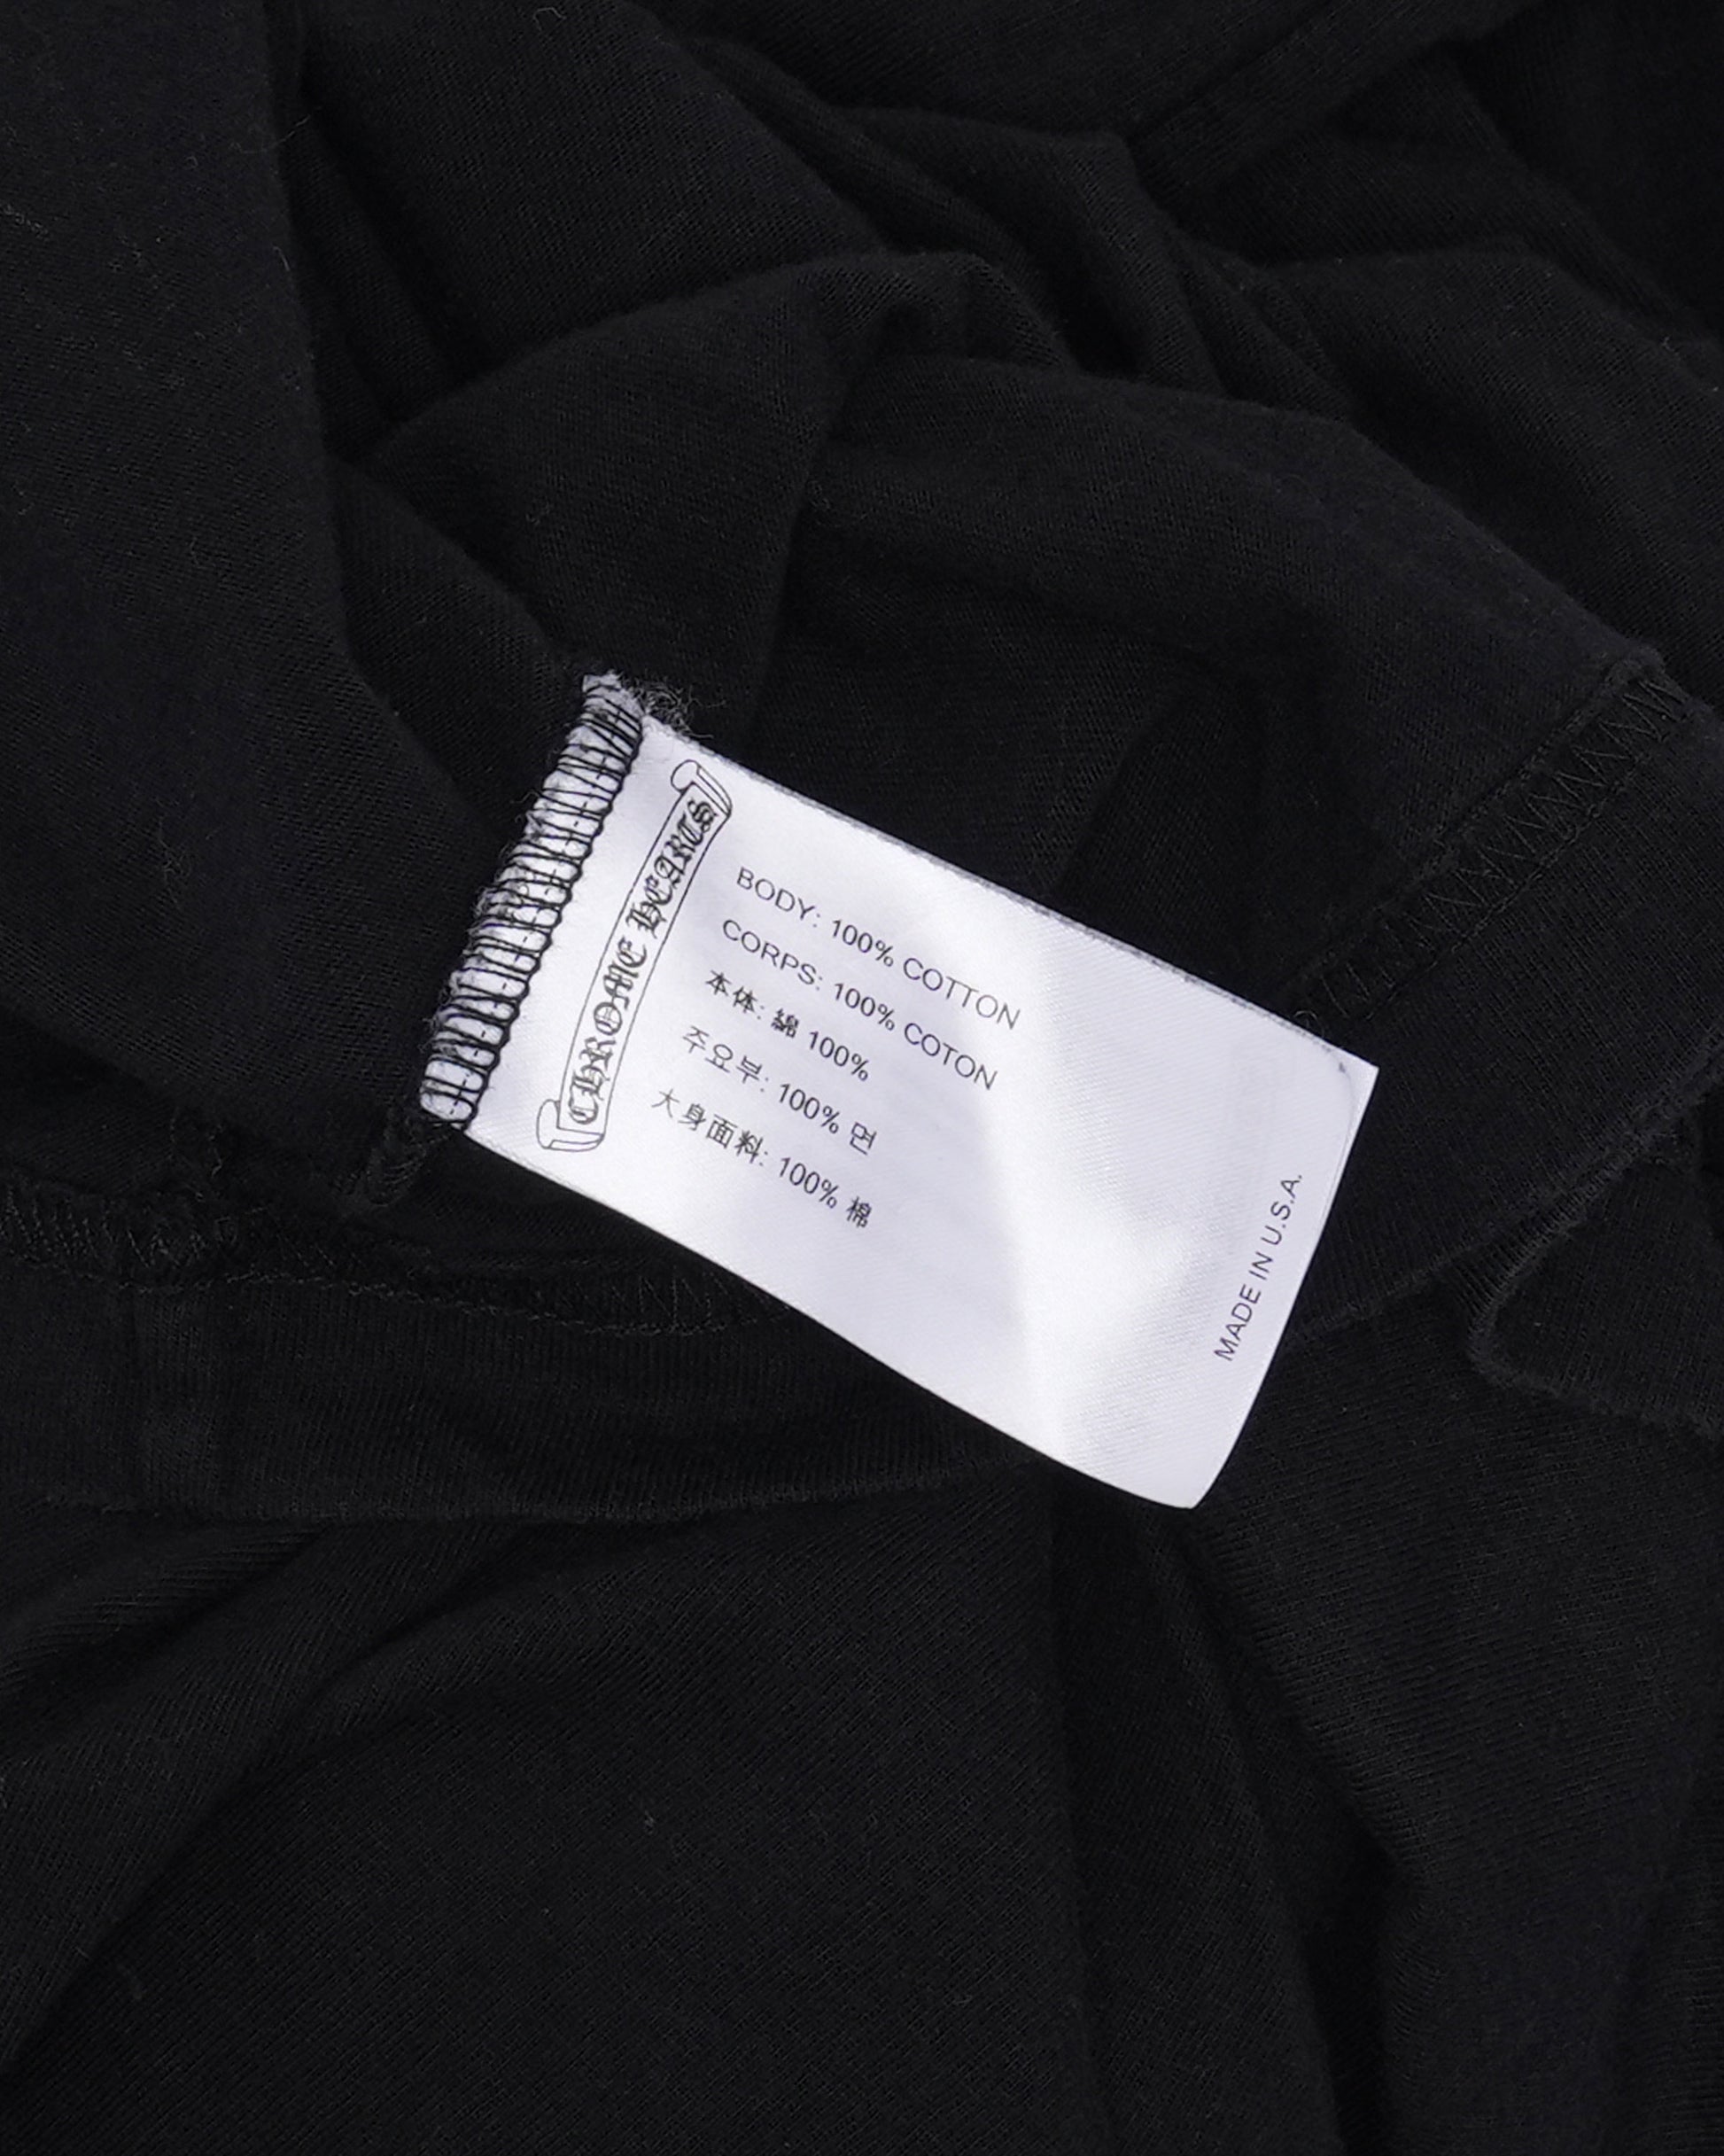 CHROME HEARTS
BODY: 100% COTTON
CORPS: 100% COTON
本体: 綿 100%
주요부: 100% 면
大身面料: 100% 棉
MADE IN U.S.A.